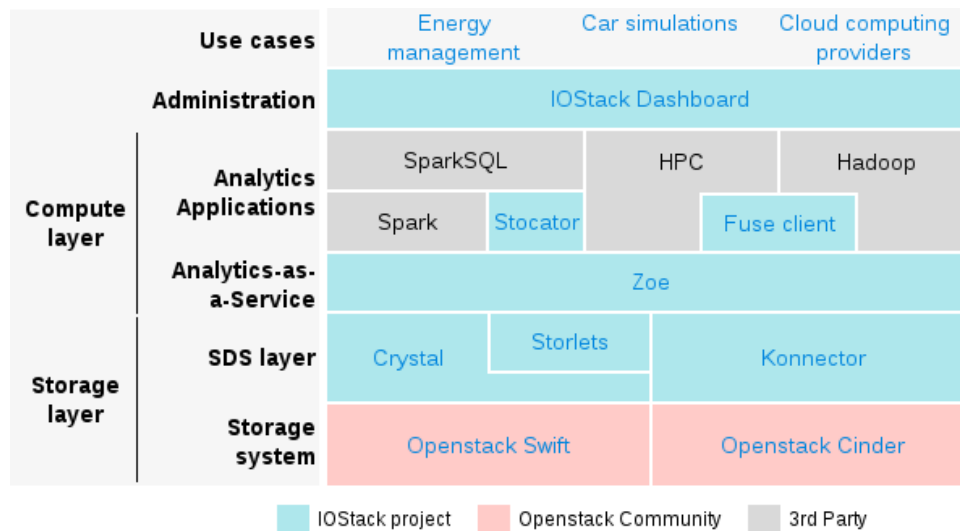 Use cases
Energy
management
Car simulations
Cloud computing
providers
Administration
IOStack Dashboard
Compute
layer
Analytics
Applications
SparkSQL
HPC
Hadoop
Spark
Stocator
Fuse client
Analytics-as-
a-Service
Zoe
Storage
layer
SDS layer
Crystal
Storlets
Konnector
Storage
system
Openstack Swift
Openstack Cinder
IOStack project
Openstack Community
3rd Party